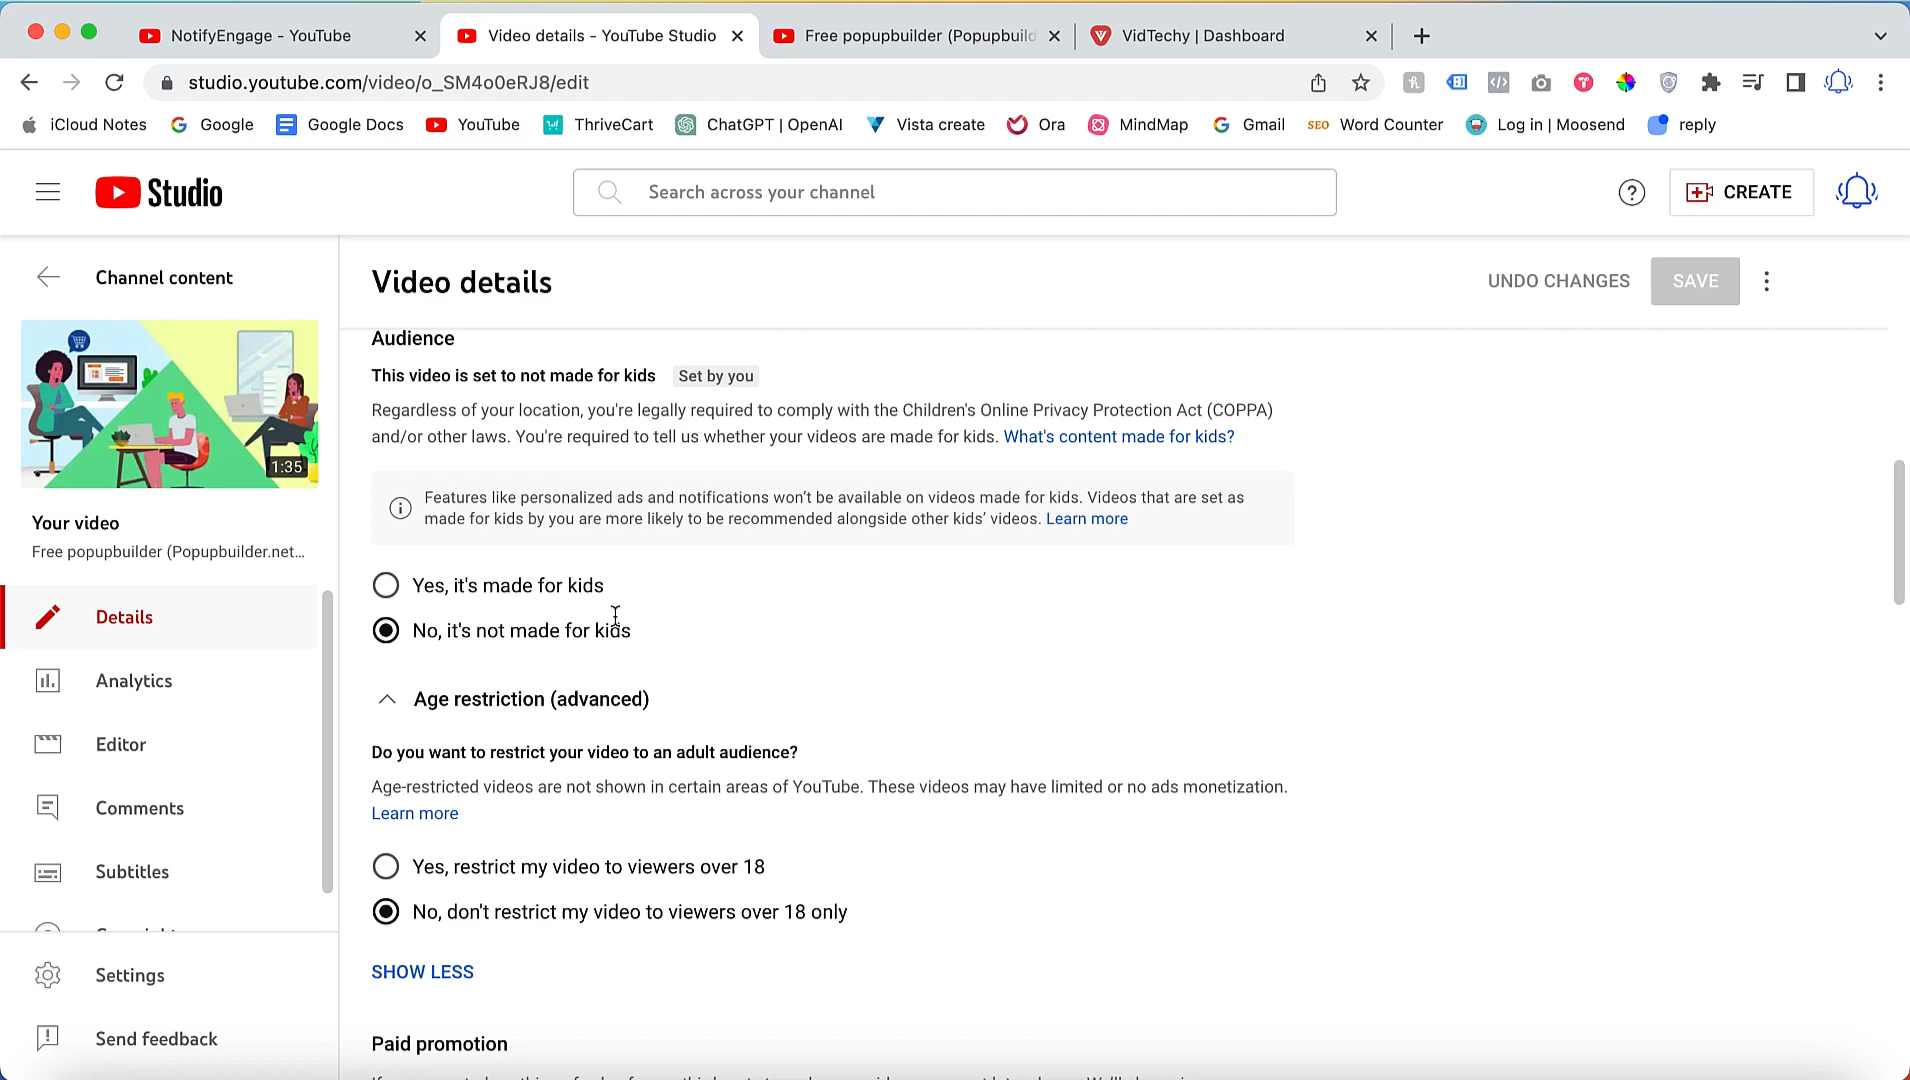 NotifyEngage - YouTube
Video details - YouTube Studio
Free popupbuilder (Popupbuild
VidTechy | Dashboard
studio.youtube.com/video/o_SM4o0eRJ8/edit
iCloud Notes
Google
Google Docs
YouTube
ThriveCart
ChatGPT | OpenAI
Vista create
Ora
MindMap
Gmail
SEO Word Counter
Log in | Moosend
reply
Studio
Search across your channel
CREATE
Channel content
1:35
Your video
Free popupbuilder (Popupbuilder.net...
Details
Analytics
Editor
Comments
Subtitles
Settings
Send feedback
Video details
UNDO CHANGES
SAVE
Audience
This video is set to not made for kids Set by you
Regardless of your location, you're legally required to comply with the Children's Online Privacy Protection Act (COPPA)
and/or other laws. You're required to tell us whether your videos are made for kids. What's content made for kids?
Features like personalized ads and notifications won't be available on videos made for kids. Videos that are set as
made for kids by you are more likely to be recommended alongside other kids' videos. Learn more
Yes, it's made for kids
No, it's not made for kids
Age restriction (advanced)
Do you want to restrict your video to an adult audience?
Age-restricted videos are not shown in certain areas of YouTube. These videos may have limited or no ads monetization.
Learn more
Yes, restrict my video to viewers over 18
No, don't restrict my video to viewers over 18 only
SHOW LESS
Paid promotion